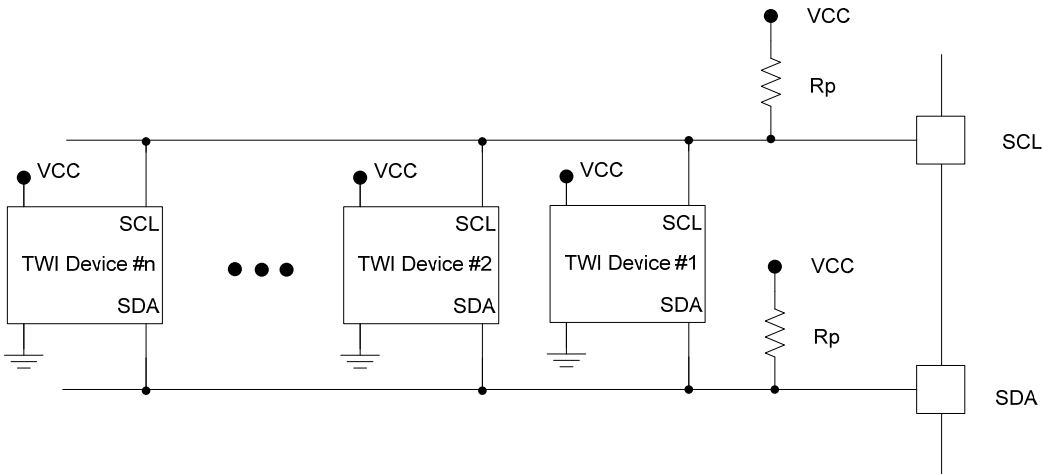 VCC
Rp
SCL
VCC
VCC
VCC
SCL
SCL
SCL
TWI Device #n
TWI Device #2
TWI Device #1
VCC
SDA
SDA
SDA
Rp
SDA